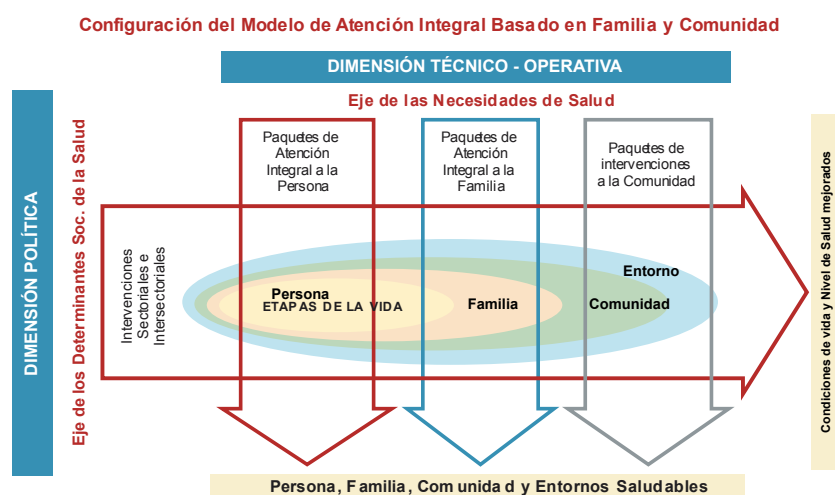 Configuración del Modelo de Atención Integral Basado en Familia y Comunidad
DIMENSIÓN TÉCNICO - OPERATIVA
Eje de las Necesidades de Salud
DIMENSIÓN POLÍTICA
Eje de los Determinantes Soc. de la Salud
Paquetes de
Atención
Integral a la
Persona
Paquetes de
Atención
Integral a la
Familia
Paquetes de
intervenciones
a la Comunidad
Intervenciones
Sectoriales e
Intersectoriales
Entorno
Persona
ETAPAS DE LA VIDA
Familia
Comunidad
Condiciones de vida y Nivel de Salud mejorados
Persona, Familia, Comunidad y Entornos Saludables